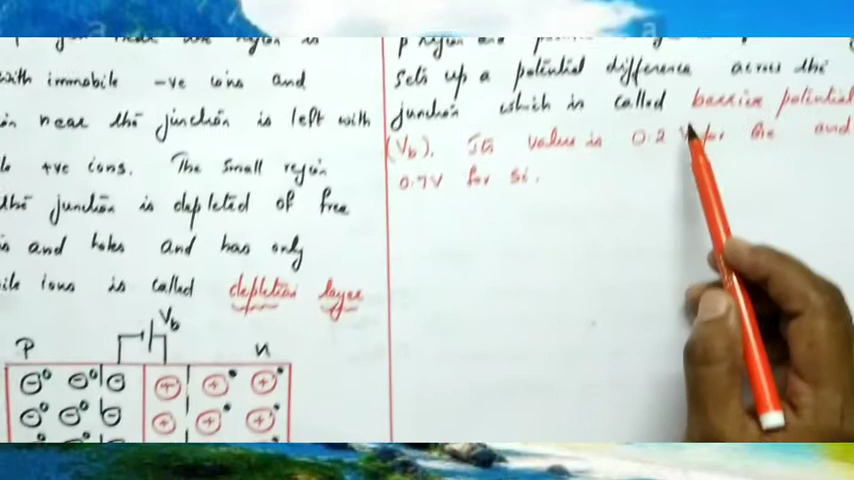 with immobile -ve ions and
near the junction is left with
+ve ions. The small region
the junction is depleted of free
and holes and has only
ions is called depletion layer
Vb
P
N
p region and
sets up a potential difference across the
junction which is called barrier potential
(Vb). Its value is 0.2 V for Ge and
0.7V for Si.